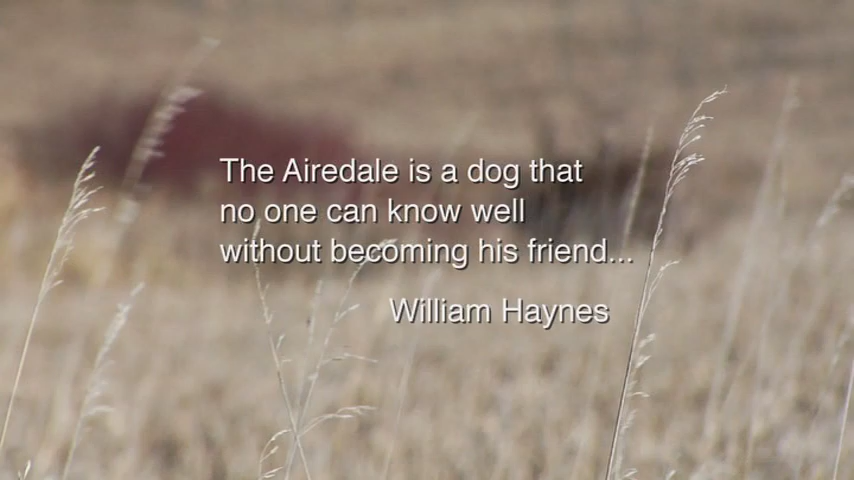 The Airedale is a dog that
no one can know well
without becoming his friend...
William Haynes